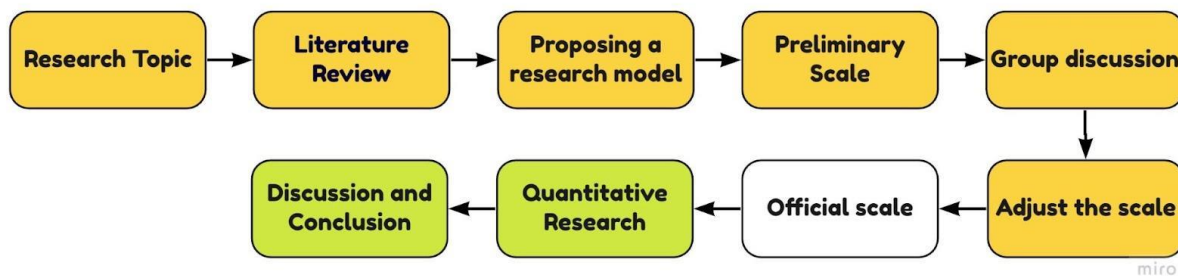 Research Topic
Literature
Review
Proposing a
research model
Preliminary
Scale
Group discussion
Adjust the scale
Official scale
Quantitative
Research
Discussion and
Conclusion
miro